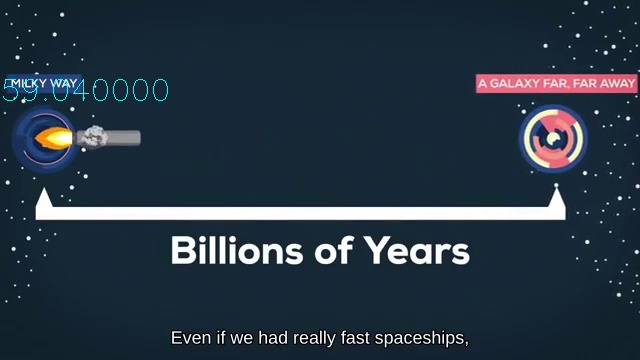 MILKY WAY
59.040000
A GALAXY FAR, FAR AWAY
Billions of Years
Even if we had really fast spaceships,